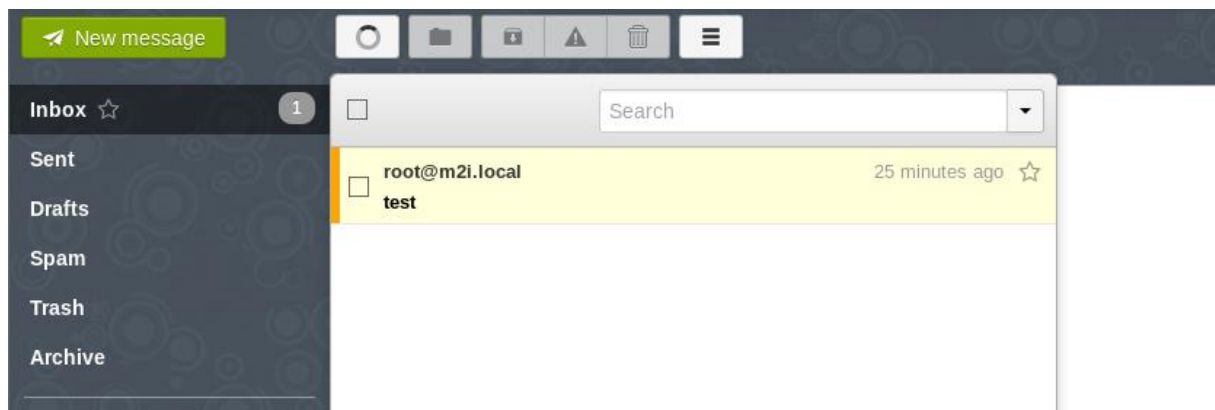 New message
Inbox 1
Search
Sent
root@m2i.local 25 minutes ago
test
Drafts
Spam
Trash
Archive